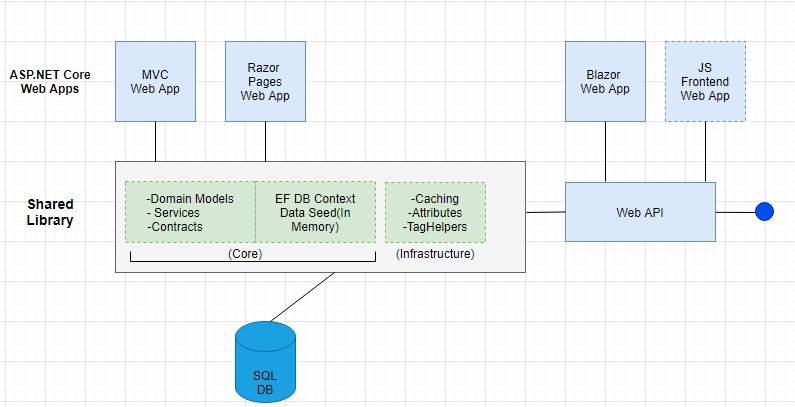 ASP.NET Core
Web Apps
MVC
Web App
Razor
Pages
Web App
Blazor
Web App
JS
Frontend
Web App
Shared
Library
-Domain Models
- Services
-Contracts
EF DB Context
Data Seed(In
Memory)
-Caching
-Attributes
-TagHelpers
(Core)
(Infrastructure)
Web API
SQL
DB